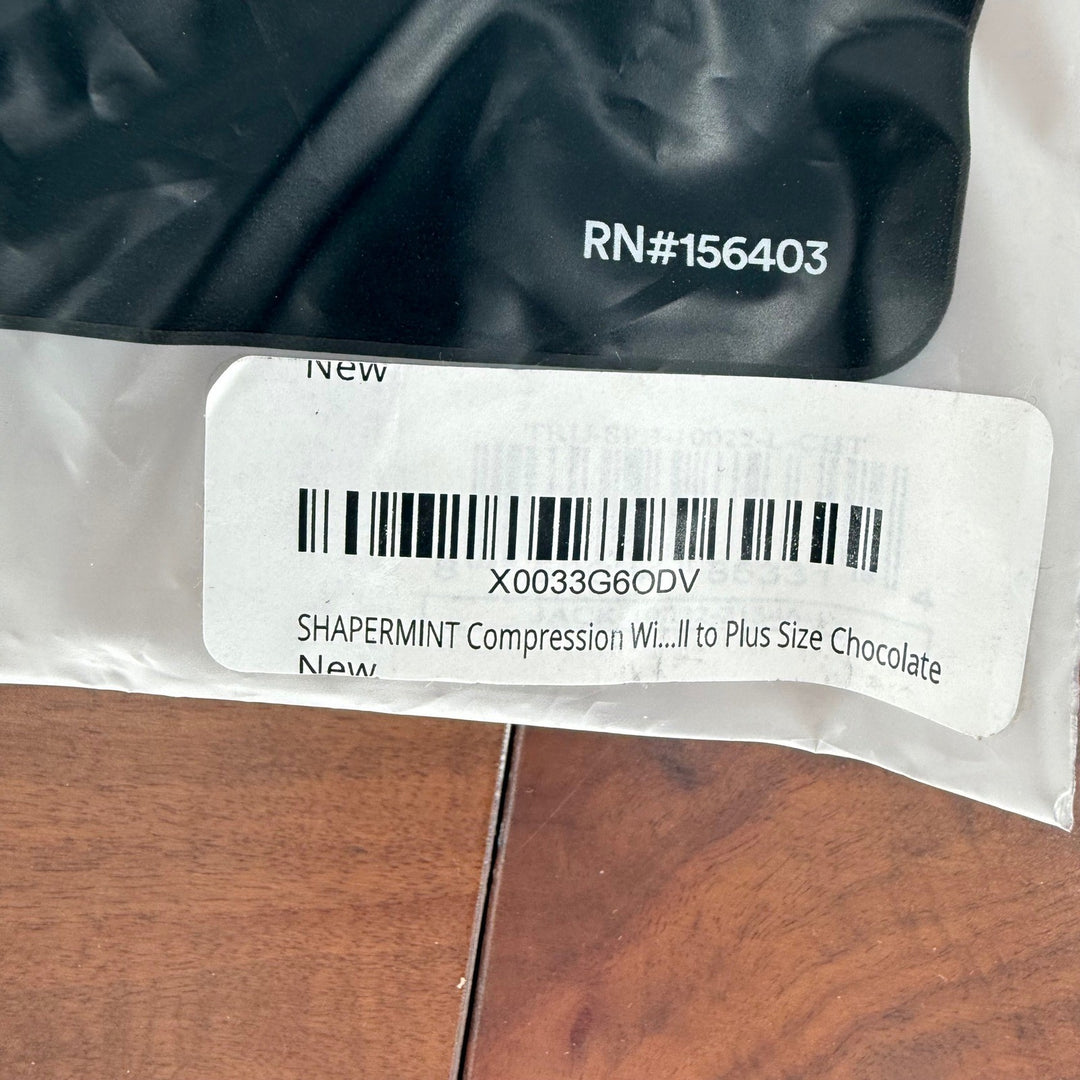 RN#156403
New
X0033G6ODV
SHAPERMINT Compression Wi...ll to Plus Size Chocolate
New